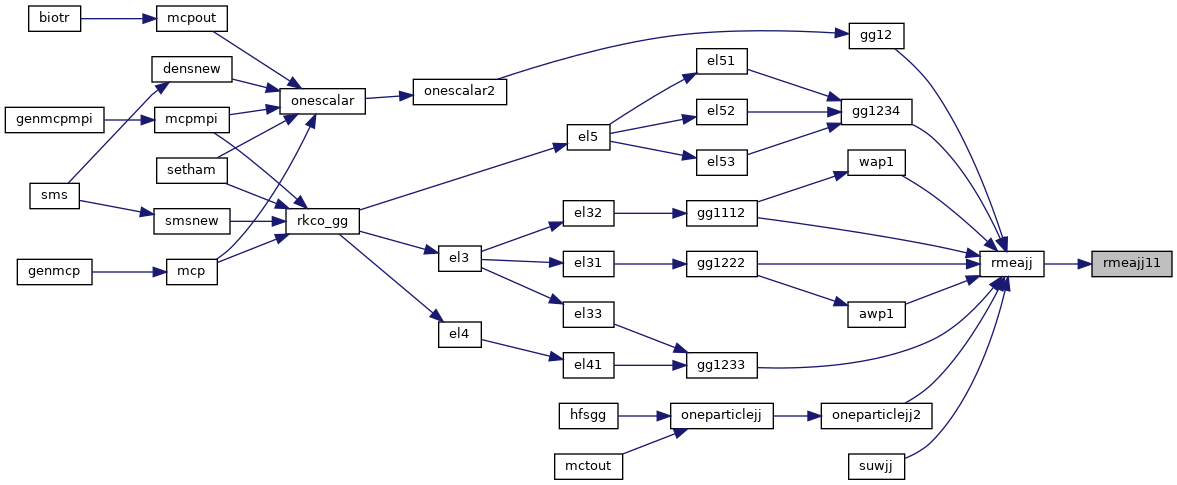 biotr
mcpout
gg12
densnew
el51
onescalar2
onescalar
genmcpmpi
mcpmpi
el52
gg1234
el5
setham
el53
wap1
sms
smsnew
rkco_gg
el32
gg1112
genmcp
mcp
el3
el31
gg1222
rmeajj
rmeajj11
el33
awp1
el4
el41
gg1233
hfsgg
oneparticlejj
oneparticlejj2
mctout
suwjj